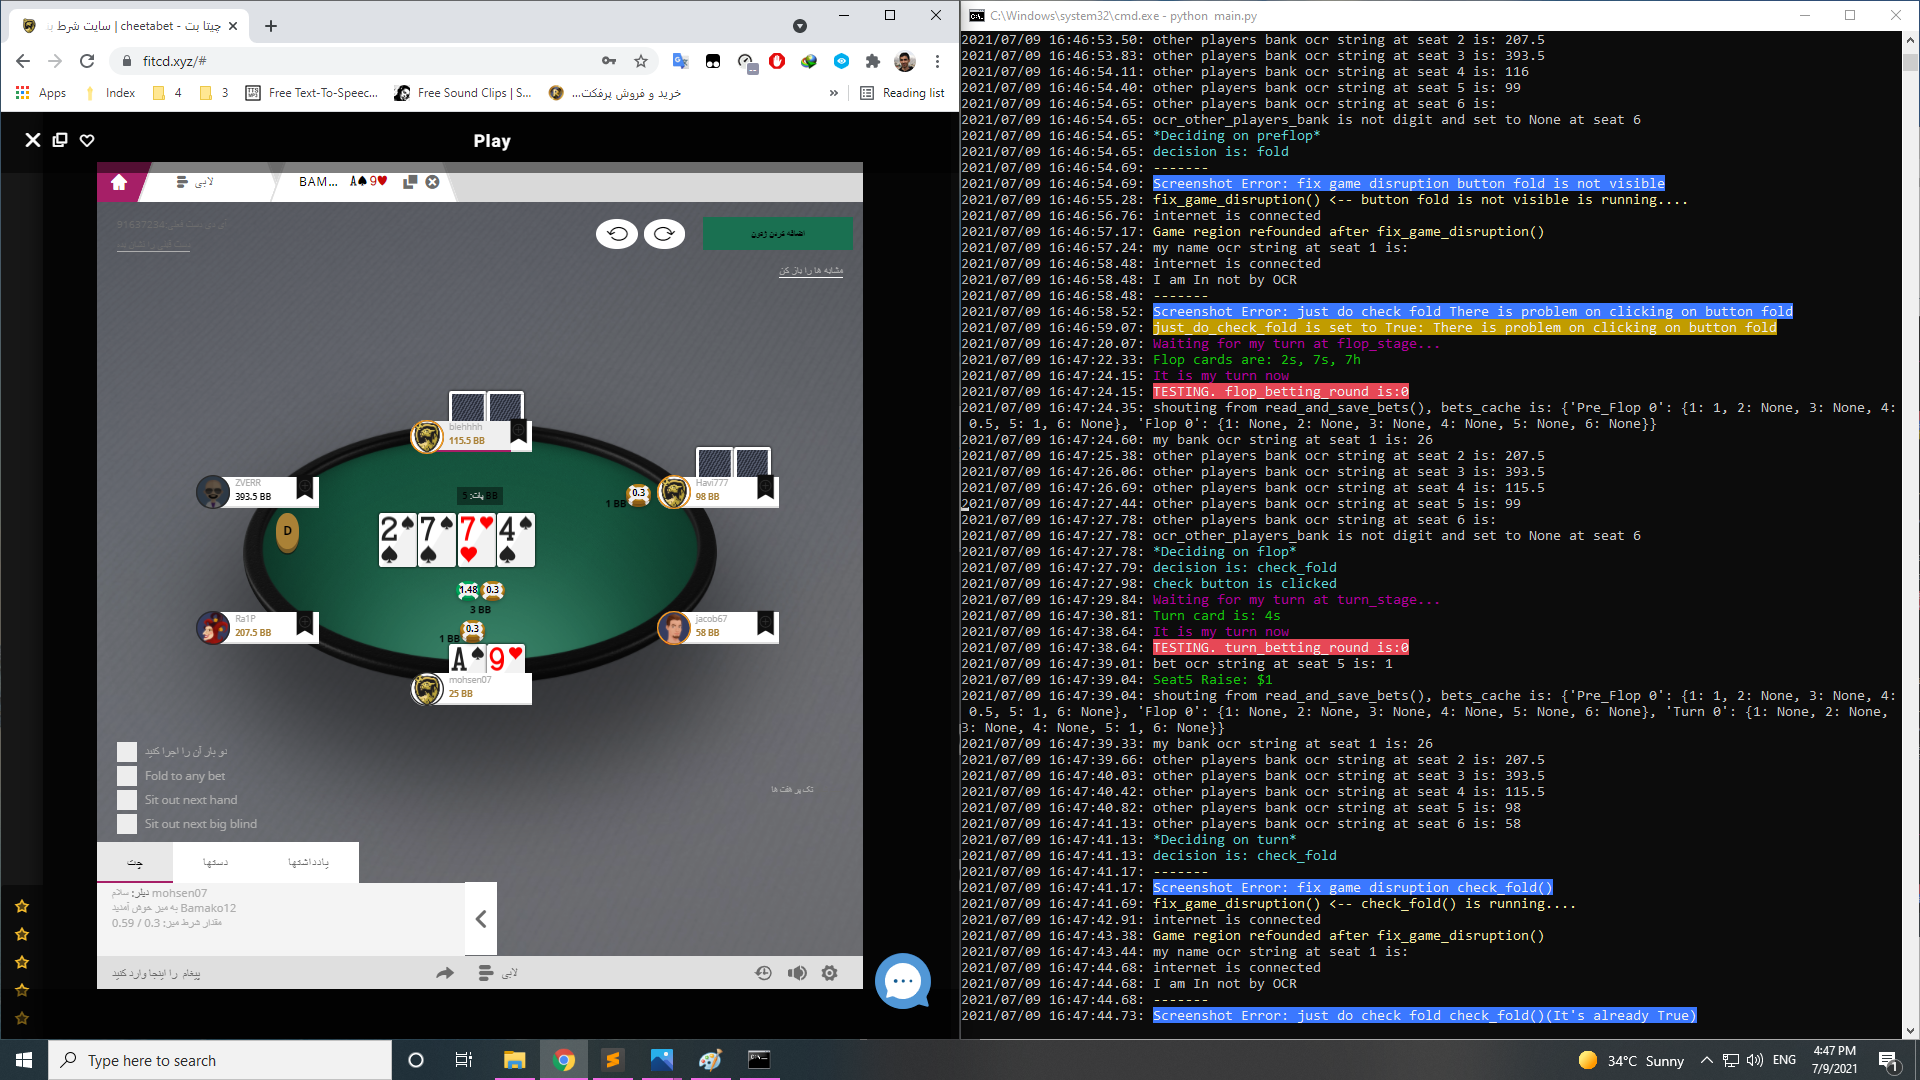 چیتا بت - cheetabet | سایت شرط ب
fitcd.xyz/#
Apps
Index
4
3
Free Text-To-Speec...
Free Sound Clips | S...
خرید و فروش پرفکت...
»
Reading list
Play
لابی
BAM... A♠9♥
اضافه کردن ژتون
مشابه ها را باز کن
blehhhh
115.5 BB
ZVERR
393.5 BB
Havi777
98 BB
0.3
1 BB
پات: 5 BB
D
2♠ 7♠ 7♥ 4♠
1.48 0.3
3 BB
0.3
1 BB
Ra1P
207.5 BB
jacob67
58 BB
A♠ 9♥
mohsen07
25 BB
دو بار آن را اجرا کنید
Fold to any bet
Sit out next hand
Sit out next big blind
تک پر هفت ها
چت
دستها
یادداشتها
دیلر: سلام mohsen07
به میز خوش آمدید Bamako12
مقدار شرط میز: 0.3 / 0.59
پیغام را اینجا وارد کنید
لابی
C:\Windows\system32\cmd.exe - python  main.py
2021/07/09 16:46:53.50: other players bank ocr string at seat 2 is: 207.5
2021/07/09 16:46:53.83: other players bank ocr string at seat 3 is: 393.5
2021/07/09 16:46:54.11: other players bank ocr string at seat 4 is: 116
2021/07/09 16:46:54.40: other players bank ocr string at seat 5 is: 99
2021/07/09 16:46:54.65: other players bank ocr string at seat 6 is:
2021/07/09 16:46:54.65: ocr_other_players_bank is not digit and set to None at seat 6
2021/07/09 16:46:54.65: *Deciding on preflop*
2021/07/09 16:46:54.65: decision is: fold
2021/07/09 16:46:54.69: -------
2021/07/09 16:46:54.69: Screenshot Error: fix game disruption button fold is not visible
2021/07/09 16:46:55.28: fix_game_disruption() <-- button fold is not visible is running....
2021/07/09 16:46:56.76: internet is connected
2021/07/09 16:46:57.17: Game region refounded after fix_game_disruption()
2021/07/09 16:46:57.24: my name ocr string at seat 1 is:
2021/07/09 16:46:58.48: internet is connected
2021/07/09 16:46:58.48: I am In not by OCR
2021/07/09 16:46:58.48: -------
2021/07/09 16:46:58.52: Screenshot Error: just do check fold There is problem on clicking on button fold
2021/07/09 16:46:59.07: just_do_check_fold is set to True: There is problem on clicking on button fold
2021/07/09 16:47:20.07: Waiting for my turn at flop_stage...
2021/07/09 16:47:22.33: Flop cards are: 2s, 7s, 7h
2021/07/09 16:47:24.15: It is my turn now
2021/07/09 16:47:24.15: TESTING. flop_betting_round is:0
2021/07/09 16:47:24.35: shouting from read_and_save_bets(), bets_cache is: {'Pre_Flop 0': {1: 1, 2: None, 3: None, 4:
0.5, 5: 1, 6: None}, 'Flop 0': {1: None, 2: None, 3: None, 4: None, 5: None, 6: None}}
2021/07/09 16:47:24.60: my bank ocr string at seat 1 is: 26
2021/07/09 16:47:25.38: other players bank ocr string at seat 2 is: 207.5
2021/07/09 16:47:26.06: other players bank ocr string at seat 3 is: 393.5
2021/07/09 16:47:26.69: other players bank ocr string at seat 4 is: 115.5
2021/07/09 16:47:27.44: other players bank ocr string at seat 5 is: 99
2021/07/09 16:47:27.78: other players bank ocr string at seat 6 is:
2021/07/09 16:47:27.78: ocr_other_players_bank is not digit and set to None at seat 6
2021/07/09 16:47:27.78: *Deciding on flop*
2021/07/09 16:47:27.79: decision is: check_fold
2021/07/09 16:47:27.98: check button is clicked
2021/07/09 16:47:29.84: Waiting for my turn at turn_stage...
2021/07/09 16:47:30.81: Turn card is: 4s
2021/07/09 16:47:38.64: It is my turn now
2021/07/09 16:47:38.64: TESTING. turn_betting_round is:0
2021/07/09 16:47:39.01: bet ocr string at seat 5 is: 1
2021/07/09 16:47:39.04: Seat5 Raise: $1
2021/07/09 16:47:39.04: shouting from read_and_save_bets(), bets_cache is: {'Pre_Flop 0': {1: 1, 2: None, 3: None, 4:
0.5, 5: 1, 6: None}, 'Flop 0': {1: None, 2: None, 3: None, 4: None, 5: None, 6: None}, 'Turn 0': {1: None, 2: None,
3: None, 4: None, 5: 1, 6: None}}
2021/07/09 16:47:39.33: my bank ocr string at seat 1 is: 26
2021/07/09 16:47:39.66: other players bank ocr string at seat 2 is: 207.5
2021/07/09 16:47:40.03: other players bank ocr string at seat 3 is: 393.5
2021/07/09 16:47:40.42: other players bank ocr string at seat 4 is: 115.5
2021/07/09 16:47:40.82: other players bank ocr string at seat 5 is: 98
2021/07/09 16:47:41.13: other players bank ocr string at seat 6 is: 58
2021/07/09 16:47:41.13: *Deciding on turn*
2021/07/09 16:47:41.13: decision is: check_fold
2021/07/09 16:47:41.17: -------
2021/07/09 16:47:41.17: Screenshot Error: fix game disruption check_fold()
2021/07/09 16:47:41.69: fix_game_disruption() <-- check_fold() is running....
2021/07/09 16:47:42.91: internet is connected
2021/07/09 16:47:43.38: Game region refounded after fix_game_disruption()
2021/07/09 16:47:43.44: my name ocr string at seat 1 is:
2021/07/09 16:47:44.68: internet is connected
2021/07/09 16:47:44.68: I am In not by OCR
2021/07/09 16:47:44.68: -------
2021/07/09 16:47:44.73: Screenshot Error: just do check fold check_fold()(It's already True)
Type here to search
34°C Sunny
ENG
4:47 PM
7/9/2021
1